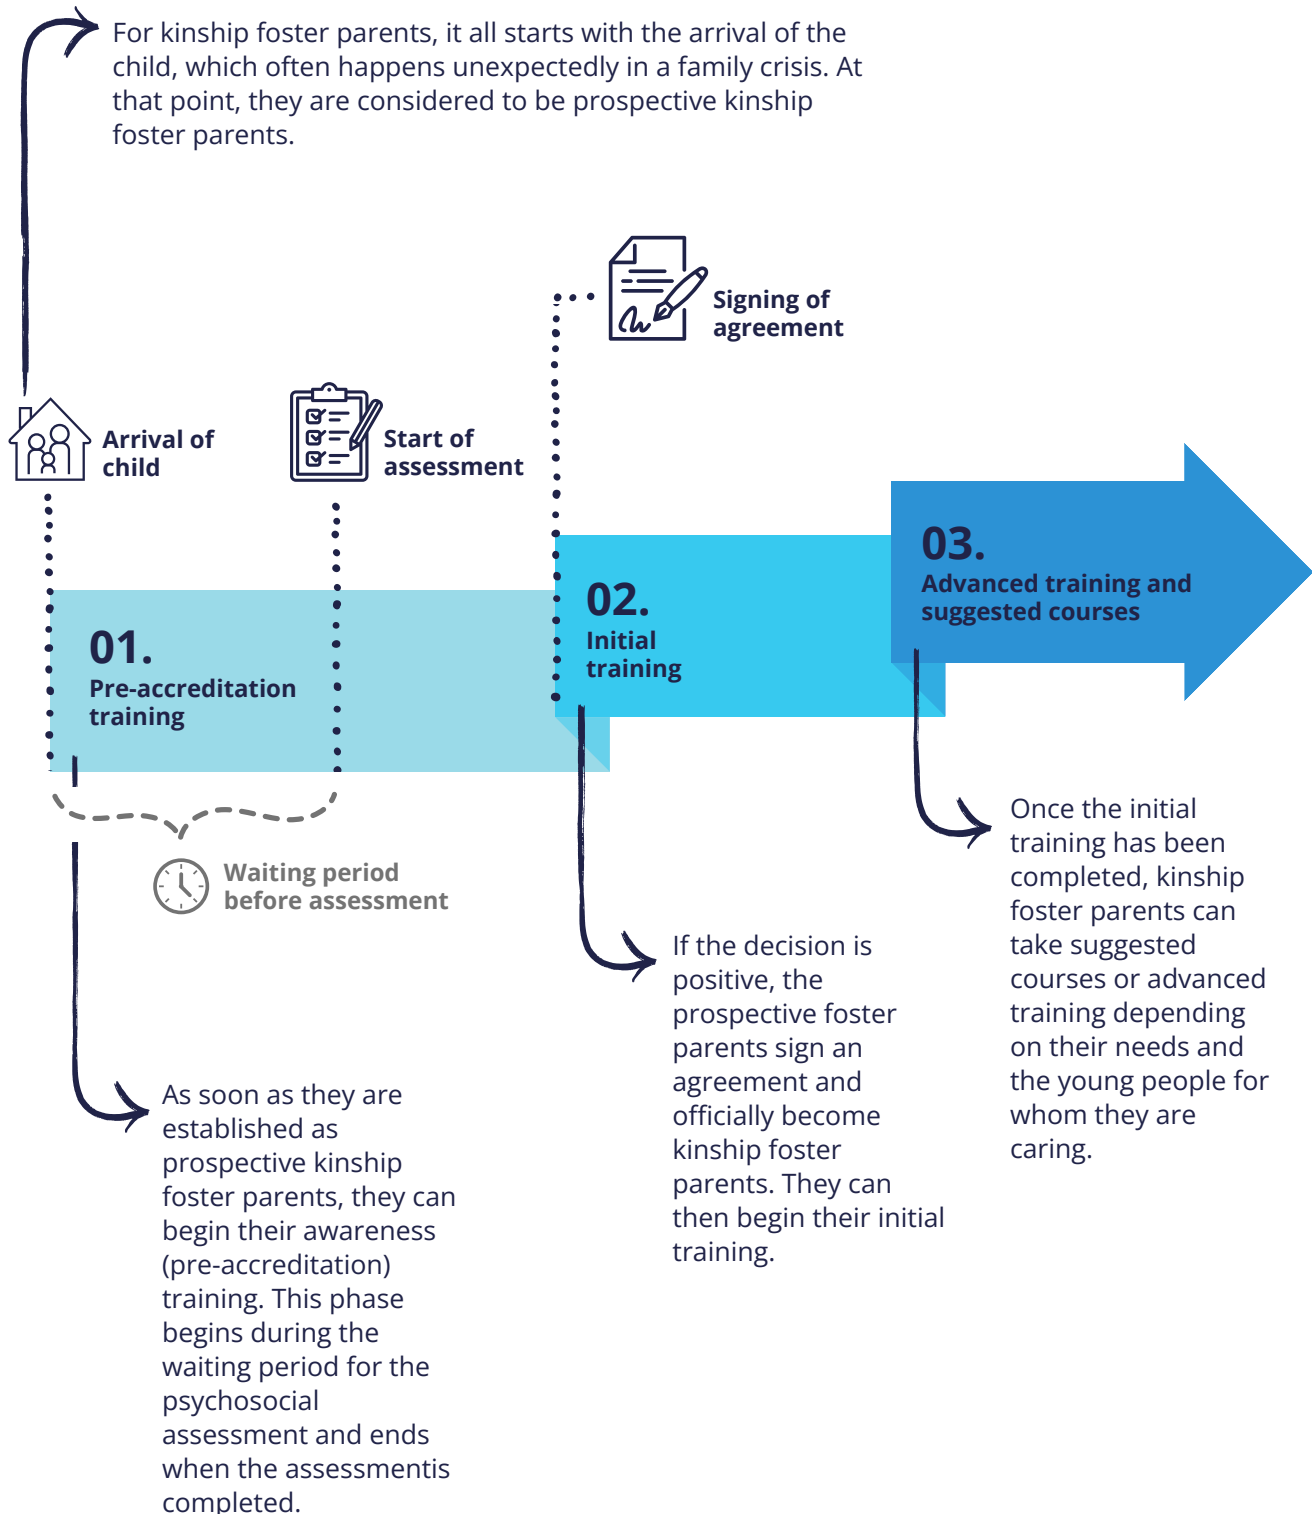 For kinship foster parents, it all starts with the arrival of the
child, which often happens unexpectedly in a family crisis. At
that point, they are considered to be prospective kinship
foster parents.
Signing of
agreement
Arrival of
child
Start of
assessment
01.
Pre-accreditation
training
02.
Initial
training
03.
Advanced training and
suggested courses
Waiting period
before assessment
As soon as they are
established as
prospective kinship
foster parents, they can
begin their awareness
(pre-accreditation)
training. This phase
begins during the
waiting period for the
psychosocial
assessment and ends
when the assessmentis
completed.
If the decision is
positive, the
prospective foster
parents sign an
agreement and
officially become
kinship foster
parents. They can
then begin their initial
training.
Once the initial
training has been
completed, kinship
foster parents can
take suggested
courses or advanced
training depending
on their needs and
the young people for
whom they are
caring.